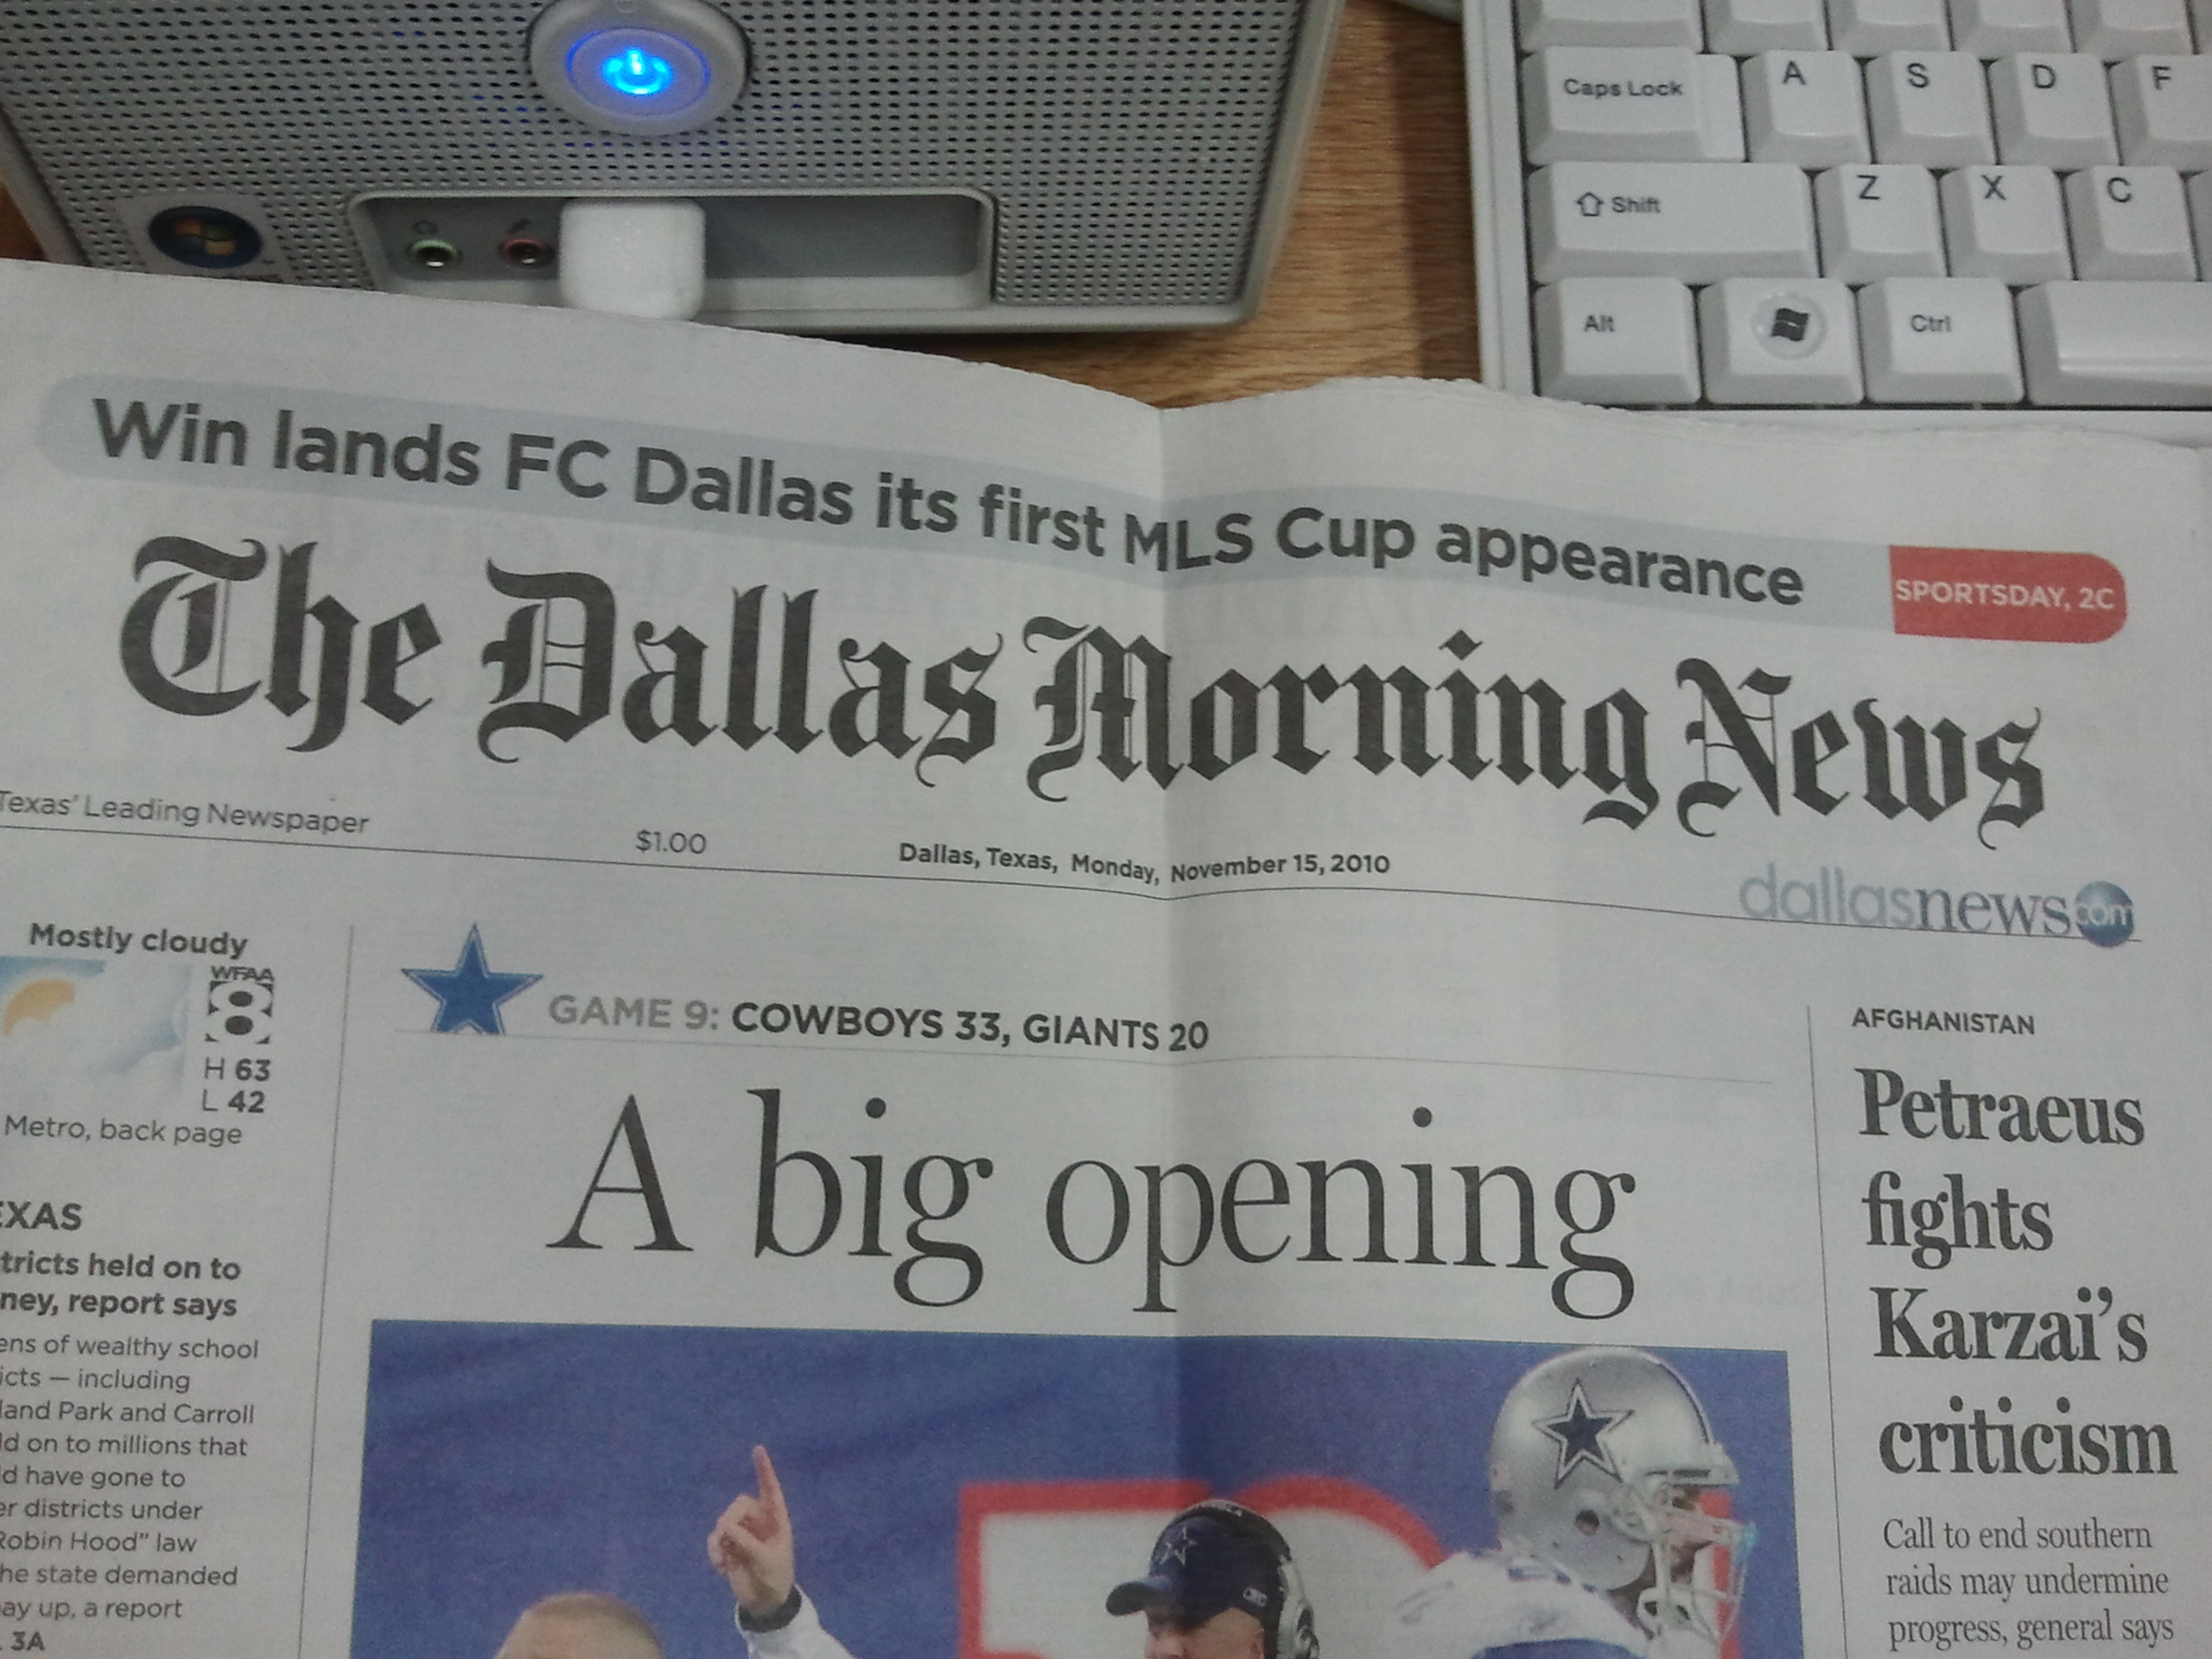 Caps Lock
A
S
D
F
Shift
Z
X
C
Alt
Ctrl
Win lands FC Dallas its first MLS Cup appearance
SPORTSDAY, 2C
The Dallas Morning News
Texas' Leading Newspaper
$1.00
Dallas, Texas, Monday, November 15, 2010
dallasnews.com
Mostly cloudy
WFAA
8
H 63
L 42
Metro, back page
EXAS
tricts held on to
ney, report says
ens of wealthy school
icts — including
land Park and Carroll
ld on to millions that
d have gone to
er districts under
Robin Hood" law
he state demanded
ay up, a report
. 3A
GAME 9: COWBOYS 33, GIANTS 20
A big opening
AFGHANISTAN
Petraeus
fights
Karzai's
criticism
Call to end southern
raids may undermine
progress, general says